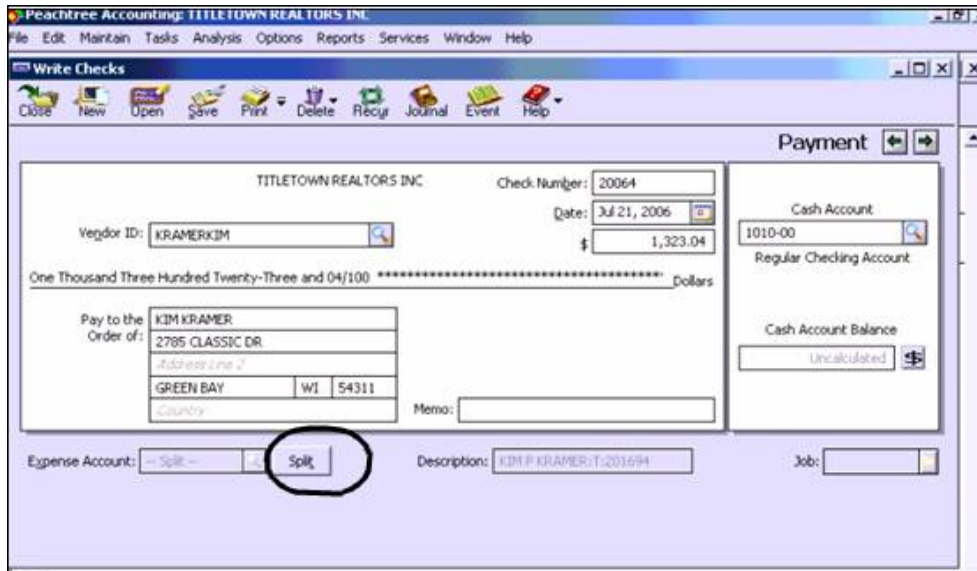 Peachtree Accounting: TITLETOWN REALTORS INC
File Edit Maintain Tasks Analysis Options Reports Services Window Help
Write Checks
Close New Open Save Print Delete Recur Journal Event Help
Payment
TITLETOWN REALTORS INC
Check Number: 20064
Date: Jul 21, 2006
Vendor ID: KRAMERKIM
$ 1,323.04
Cash Account
1010-00
Regular Checking Account
One Thousand Three Hundred Twenty-Three and 04/100 **************************************** Dollars
Pay to the Order of:
KIM KRAMER
2785 CLASSIC DR
Address Line 2
GREEN BAY WI 54311
Country
Memo:
Cash Account Balance
Uncalculated
Expense Account: -- Split -- Split Description: KIM P KRAMER:T:201694 Job: